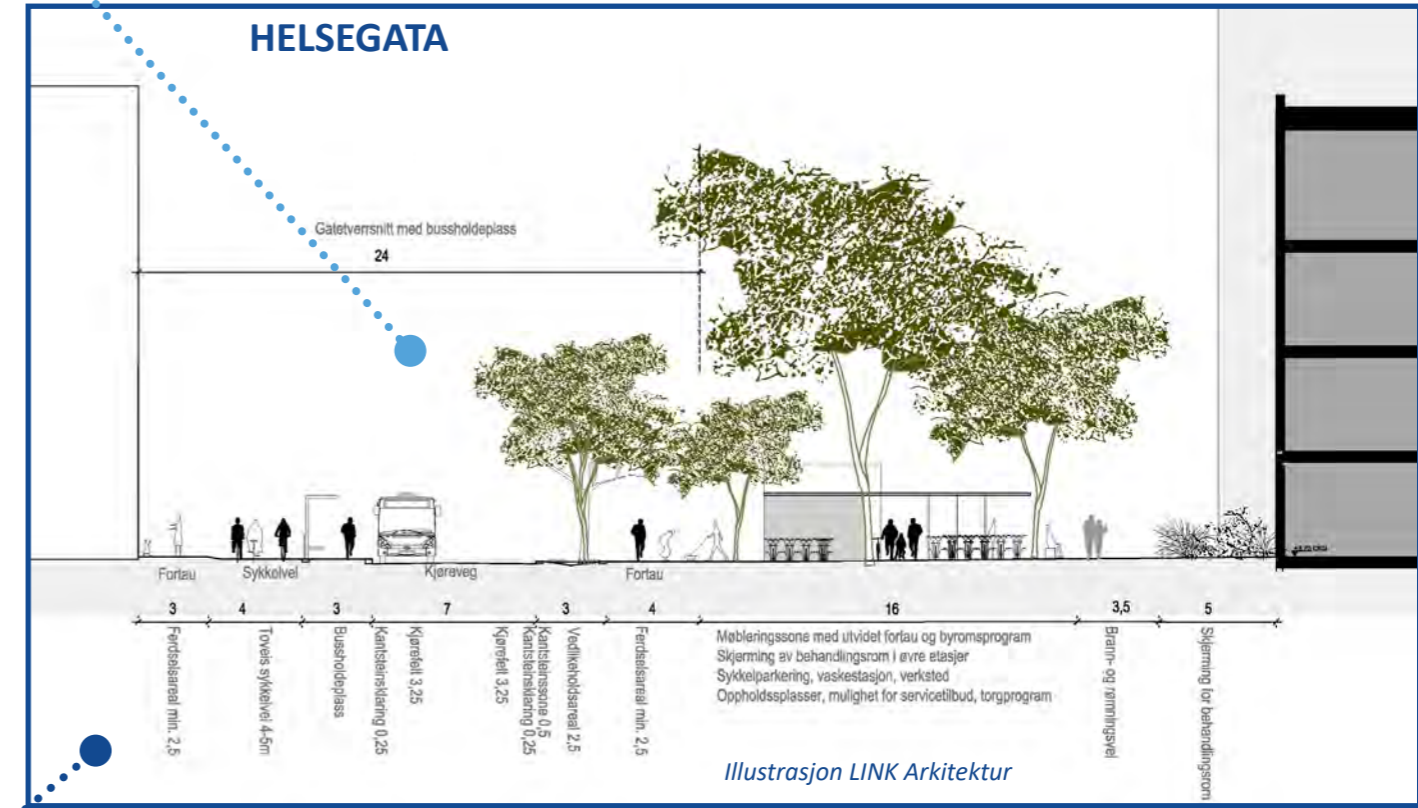 HELSEGATA
Gatetverrsnitt med bussholdeplass
24
Fortau
Sykkelvei
Kjøreveg
Fortau
3
4
3
7
3
4
16
3,5
5
Ferdselsareal min. 2,5
Toveis sykkelvei 4-5m
Bussholdeplass
Kantsteinsklaring 0,25
Kjørefelt 3,25
Kjørefelt 3,25
Kantsteinsklaring 0,25
Kantsteinssone 0,5
Vedlikeholdsareal 2,5
Ferdselsareal min. 2,5
Møbleringssone med utvidet fortau og byromsprogram
Skjerming av behandlingsrom i øvre etasjer
Sykkelparkering, vaskestasjon, verksted
Oppholdssplasser, mulighet for servicetilbud, torgprogram
Brann- og rømningsvei
Skjerming for behandlingsrom
Illustrasjon LINK Arkitektur